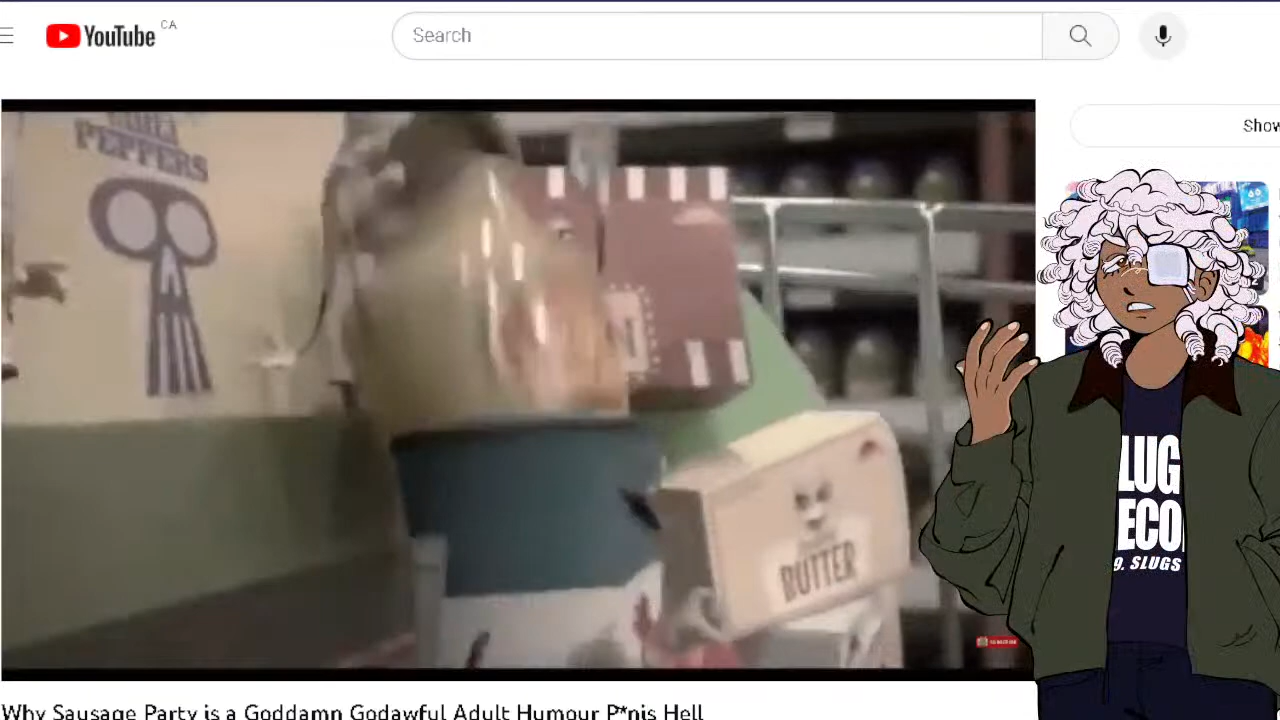 YouTube CA
Search
Show
CHILI
PEPPERS
BUTTER
LUG
ECO
9. SLUGS
Why Sausage Party is a Goddamn Godawful Adult Humour P*nis Hell